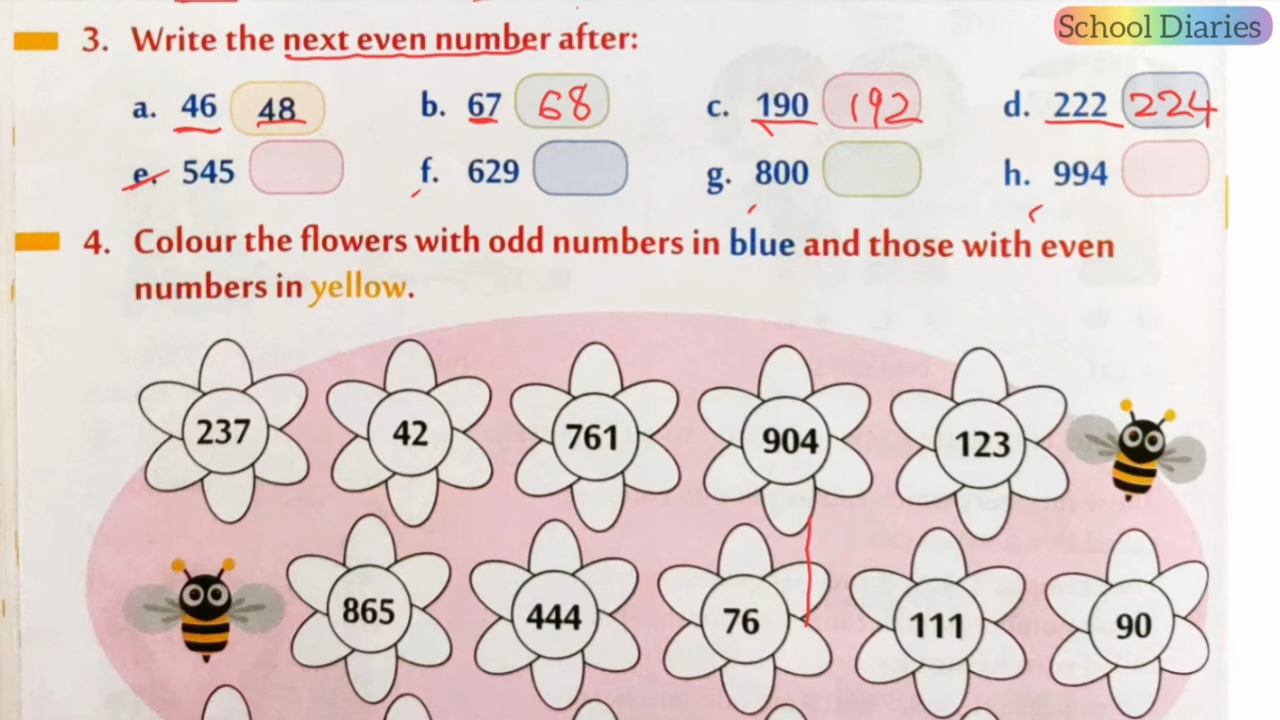 School Diaries
3. Write the next even number after:
a. 46 48 b. 67 68 c. 190 192 d. 222 224
e. 545 f. 629 g. 800 h. 994
4. Colour the flowers with odd numbers in blue and those with even
numbers in yellow.
237 42 761 904 123
865 444 76 111 90